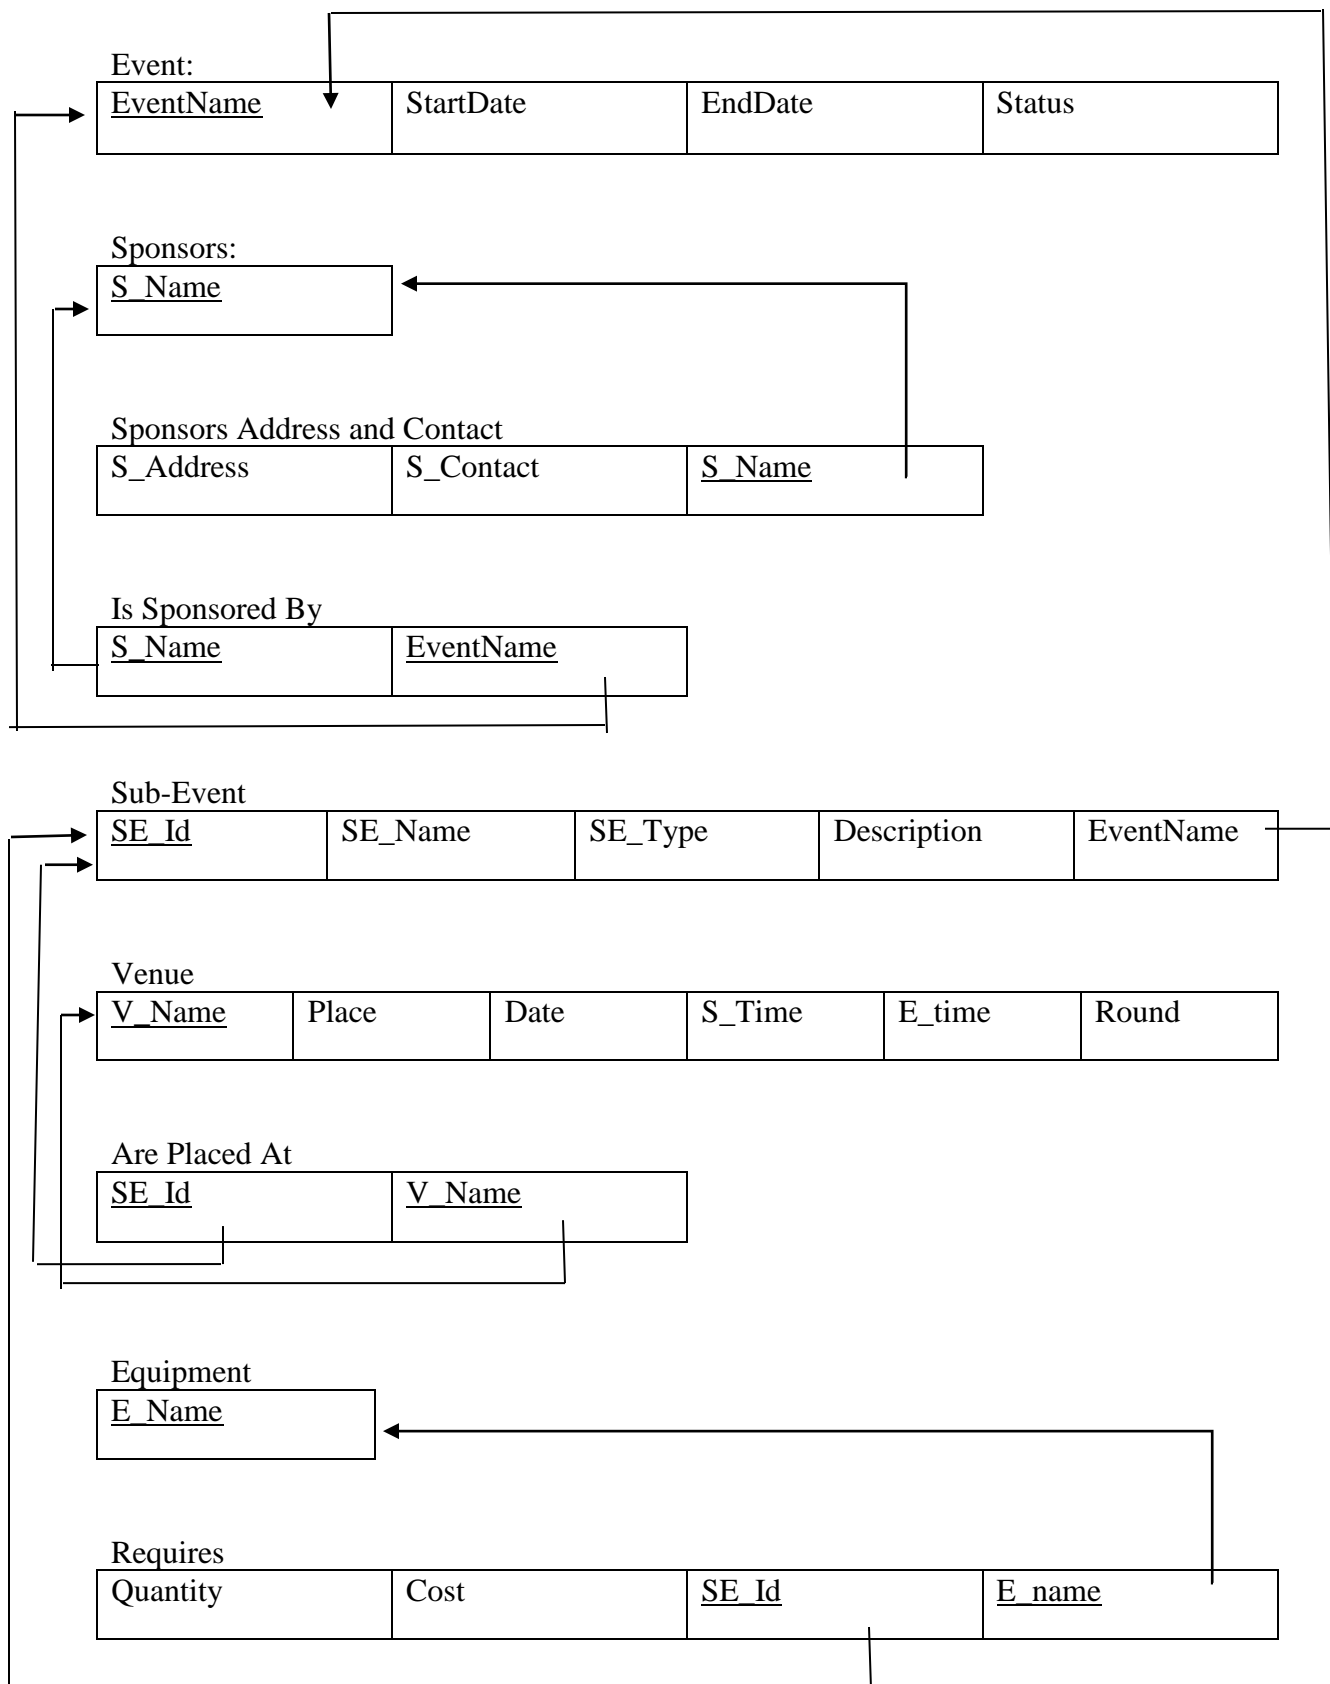 Event:
EventName StartDate EndDate Status
Sponsors:
S_Name
Sponsors Address and Contact
S_Address S_Contact S_Name
Is Sponsored By
S_Name EventName
Sub-Event
SE_Id SE_Name SE_Type Description EventName
Venue
V_Name Place Date S_Time E_time Round
Are Placed At
SE_Id V_Name
Equipment
E_Name
Requires
Quantity Cost SE_Id E_name